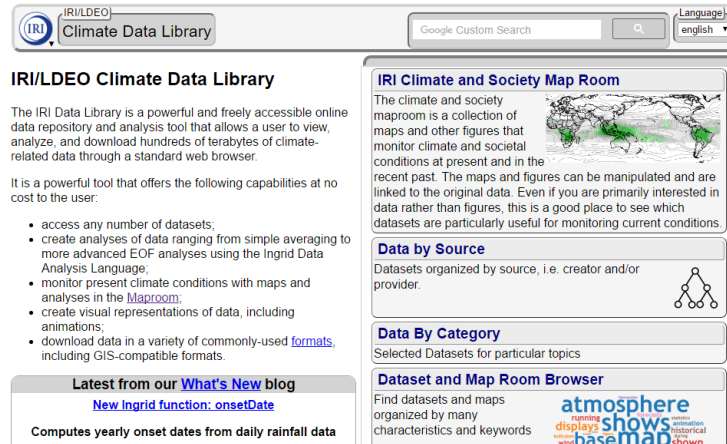 IRI/LDEO
IRI
Climate Data Library
Google Custom Search
Language
english
IRI/LDEO Climate Data Library
The IRI Data Library is a powerful and freely accessible online
data repository and analysis tool that allows a user to view,
analyze, and download hundreds of terabytes of climate-
related data through a standard web browser.
It is a powerful tool that offers the following capabilities at no
cost to the user:
• access any number of datasets;
• create analyses of data ranging from simple averaging to
more advanced EOF analyses using the Ingrid Data
Analysis Language;
• monitor present climate conditions with maps and
analyses in the Maproom;
• create visual representations of data, including
animations;
• download data in a variety of commonly-used formats,
including GIS-compatible formats.
Latest from our What's New blog
New Ingrid function: onsetDate
Computes yearly onset dates from daily rainfall data
IRI Climate and Society Map Room
The climate and society
maproom is a collection of
maps and other figures that
monitor climate and societal
conditions at present and in the
recent past. The maps and figures can be manipulated and are
linked to the original data. Even if you are primarily interested in
data rather than figures, this is a good place to see which
datasets are particularly useful for monitoring current conditions.
Data by Source
Datasets organized by source, i.e. creator and/or
provider.
Data By Category
Selected Datasets for particular topics
Dataset and Map Room Browser
Find datasets and maps
organized by many
characteristics and keywords
atmosphere
running
displays shows animation
historical
basemap shown